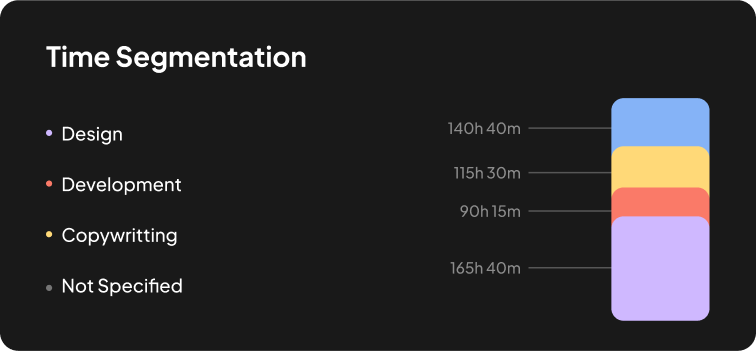 Time Segmentation
Design
Development
Copywritting
Not Specified
140h 40m
115h 30m
90h 15m
165h 40m